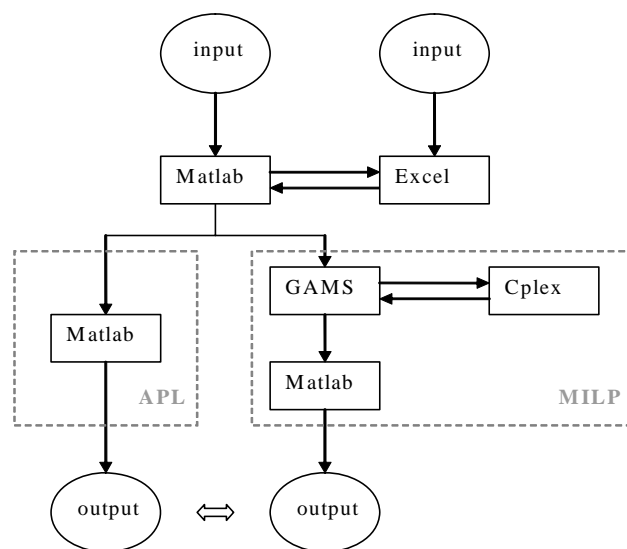 input
input
Matlab
Excel
GAMS
Cplex
Matlab
Matlab
APL
MILP
output
output